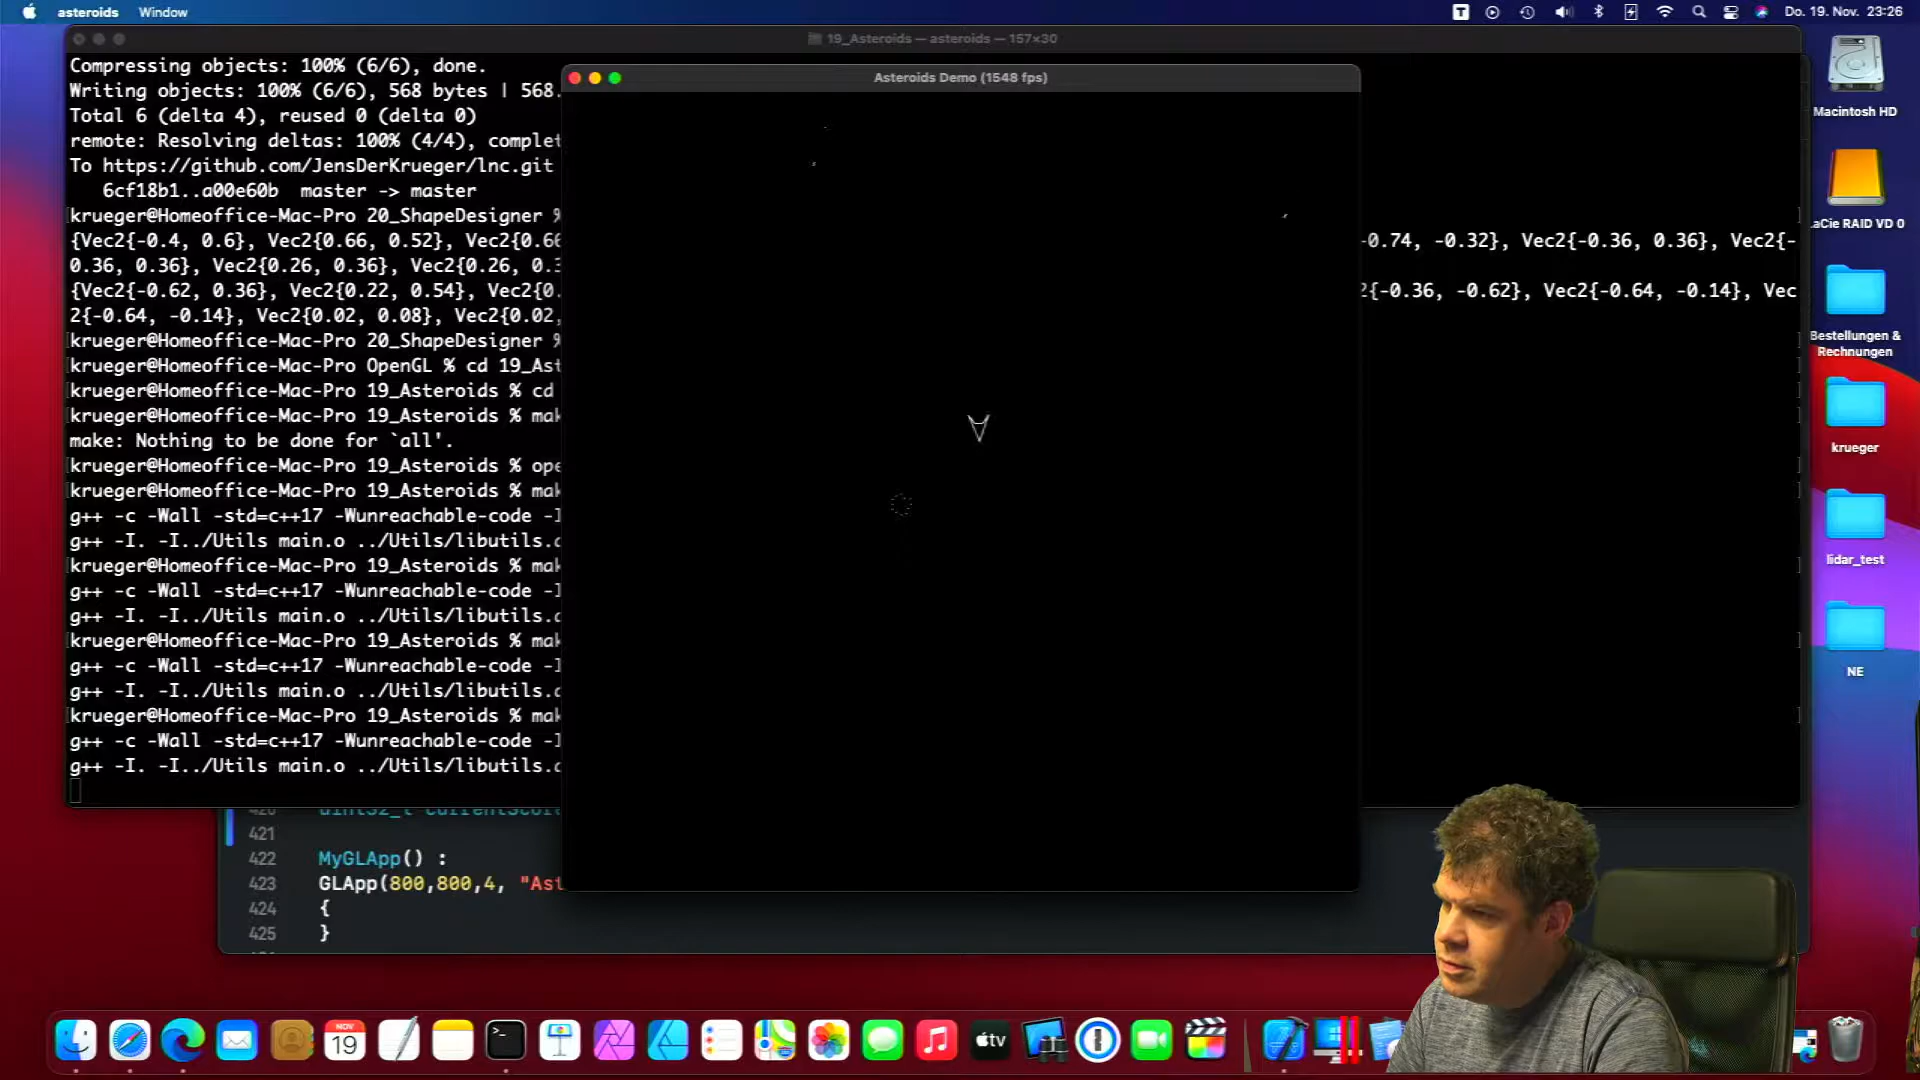 asteroids Window
Do. 19. Nov. 23:26
19_Asteroids — asteroids — 157×30
Compressing objects: 100% (6/6), done.
Writing objects: 100% (6/6), 568 bytes | 568.
Total 6 (delta 4), reused 0 (delta 0)
remote: Resolving deltas: 100% (4/4), complet
To https://github.com/JensDerKrueger/lnc.git
6cf18b1..a00e60b master -> master
krueger@Homeoffice-Mac-Pro 20_ShapeDesigner %
{Vec2{-0.4, 0.6}, Vec2{0.66, 0.52}, Vec2{0.66
-0.74, -0.32}, Vec2{-0.36, 0.36}, Vec2{-
0.36, 0.36}, Vec2{0.26, 0.36}, Vec2{0.26, 0.3
{Vec2{-0.62, 0.36}, Vec2{0.22, 0.54}, Vec2{0.
2{-0.36, -0.62}, Vec2{-0.64, -0.14}, Vec
2{-0.64, -0.14}, Vec2{0.02, 0.08}, Vec2{0.02,
krueger@Homeoffice-Mac-Pro 20_ShapeDesigner %
krueger@Homeoffice-Mac-Pro OpenGL % cd 19_Ast
krueger@Homeoffice-Mac-Pro 19_Asteroids % cd
krueger@Homeoffice-Mac-Pro 19_Asteroids % mak
make: Nothing to be done for `all'.
krueger@Homeoffice-Mac-Pro 19_Asteroids % ope
krueger@Homeoffice-Mac-Pro 19_Asteroids % mak
g++ -c -Wall -std=c++17 -Wunreachable-code -I
g++ -I. -I../Utils main.o ../Utils/libutils.a
krueger@Homeoffice-Mac-Pro 19_Asteroids % mak
g++ -c -Wall -std=c++17 -Wunreachable-code -I
g++ -I. -I../Utils main.o ../Utils/libutils.a
krueger@Homeoffice-Mac-Pro 19_Asteroids % mak
g++ -c -Wall -std=c++17 -Wunreachable-code -I
g++ -I. -I../Utils main.o ../Utils/libutils.a
krueger@Homeoffice-Mac-Pro 19_Asteroids % mak
g++ -c -Wall -std=c++17 -Wunreachable-code -I
g++ -I. -I../Utils main.o ../Utils/libutils.a
Asteroids Demo (1548 fps)
420 uint32_t currentScor
421
422 MyGLApp() :
423 GLApp(800,800,4, "Ast
424 {
425 }
Macintosh HD
LaCie RAID VD 0
Bestellungen &
Rechnungen
krueger
lidar_test
NE
NOV
19
tv